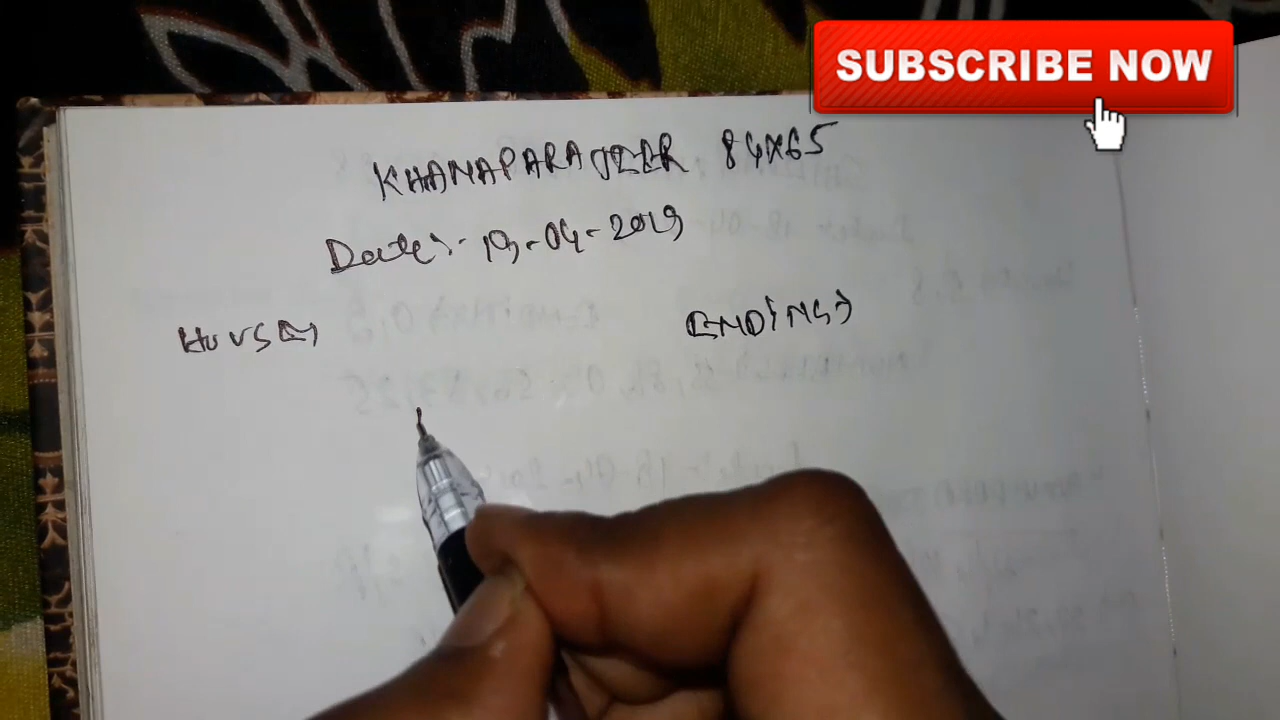 SUBSCRIBE NOW
KHANAPARA TEER 84X65
Date:- 19-04-2019
HOUSE→ ENDING→